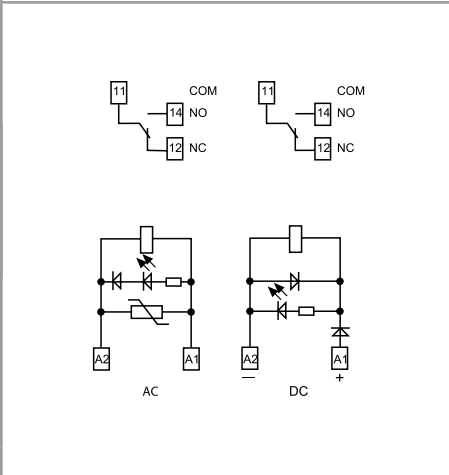 11 COM 11 COM
14 NO 14 NO
12 NC 12 NC
A2 A1 A2 A1
— +
AC DC